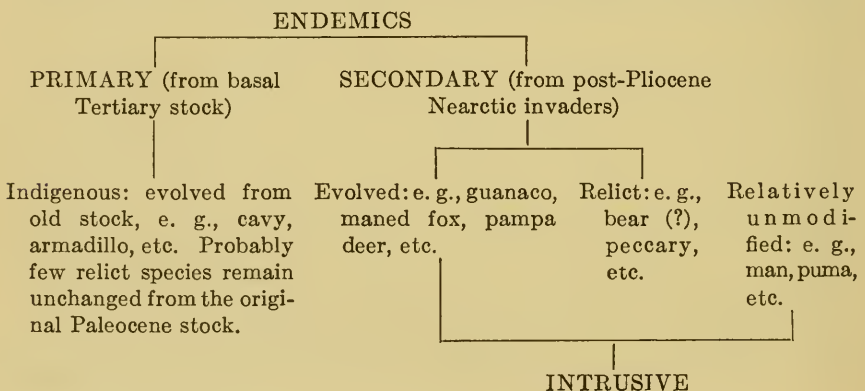 ENDEMICS
PRIMARY (from basal
Tertiary stock)
SECONDARY (from post-Pliocene
Nearctic invaders)
Indigenous: evolved from
old stock, e. g., cavy,
armadillo, etc. Probably
few relict species remain
unchanged from the origi-
nal Paleocene stock.
Evolved: e. g., guanaco,
maned fox, pampa
deer, etc.
Relict: e. g.,
bear (?),
peccary,
etc.
Relatively
unmodi-
fied: e. g.,
man, puma,
etc.
INTRUSIVE